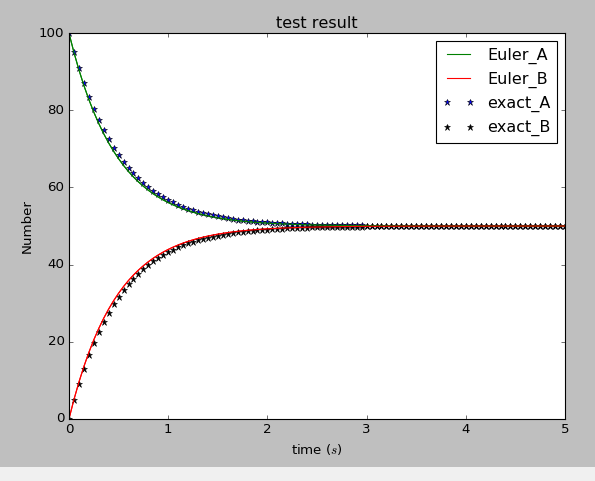 test result
100
80
60
40
20
0
Number
Euler_A
Euler_B
exact_A
exact_B
0 1 2 3 4 5
time (s)